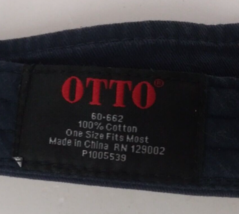 OTTO®
60-662
100% Cotton
One Size Fits Most
Made in China RN 129002
P1005539